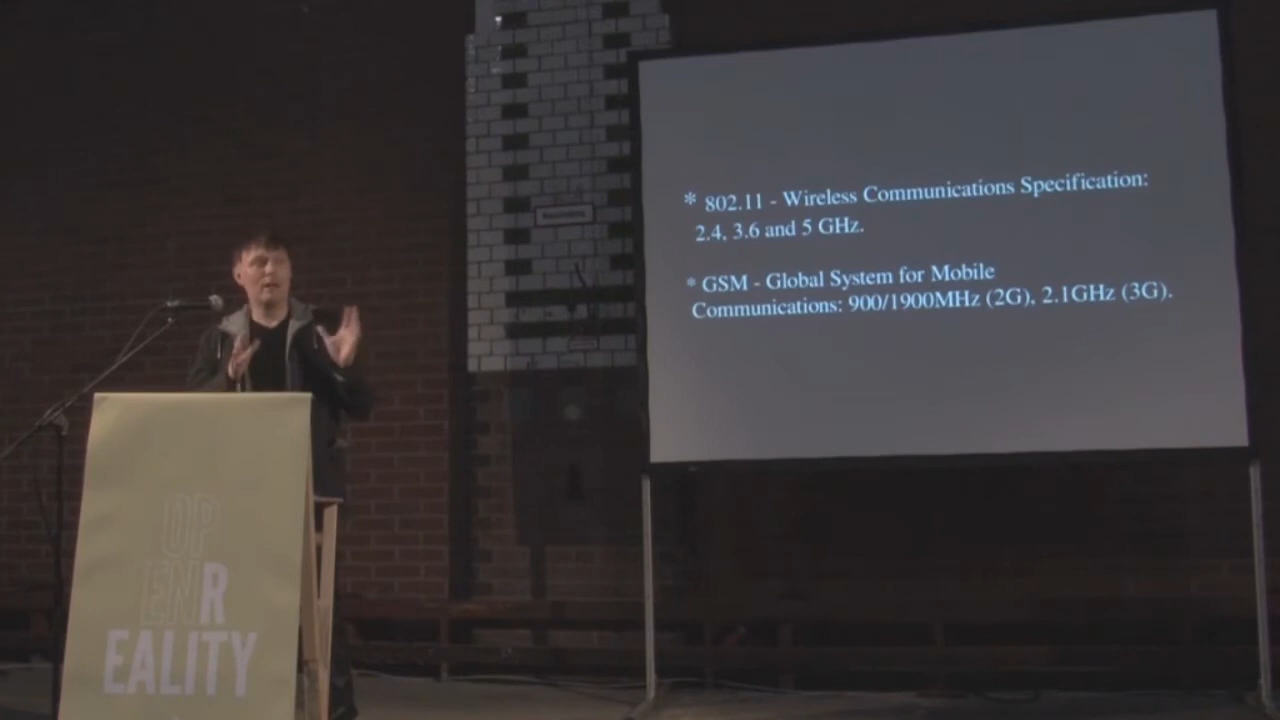 * 802.11 - Wireless Communications Specification:
2.4, 3.6 and 5 GHz.
* GSM - Global System for Mobile
Communications: 900/1900MHz (2G), 2.1GHz (3G).
OP
ENR
EALITY